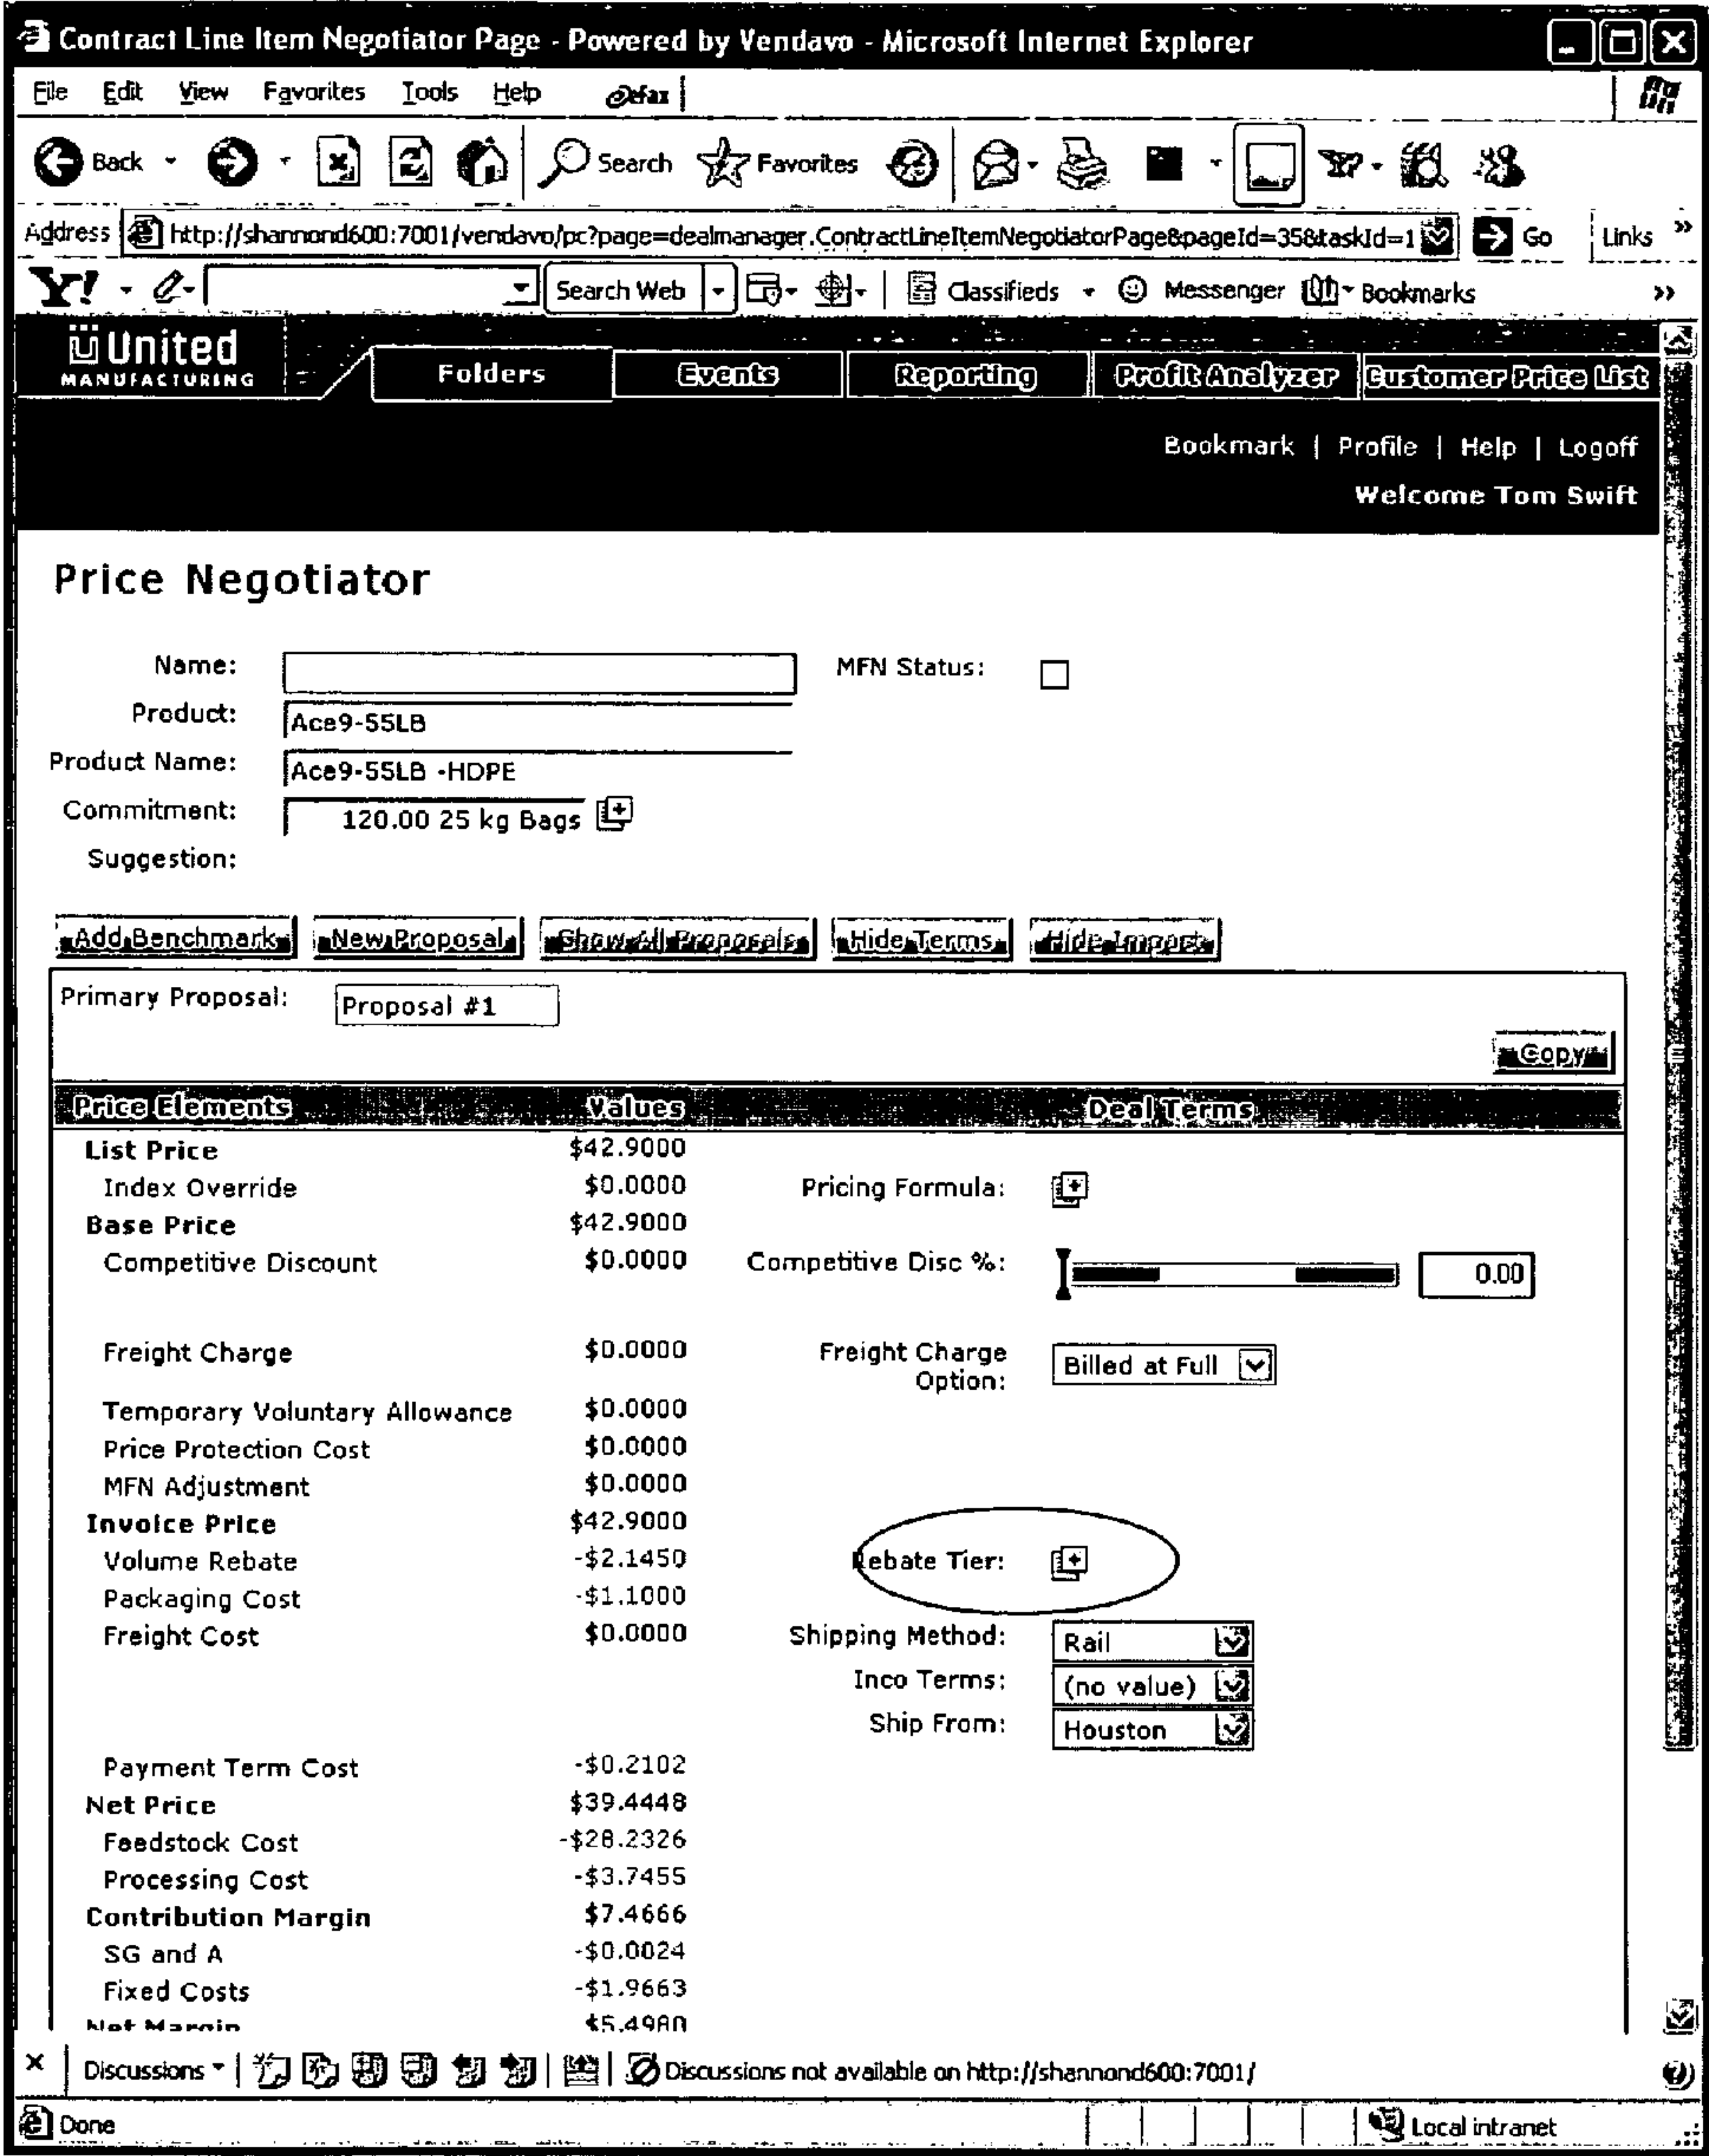 Contract Line Item Negotiator Page - Powered by Vendavo - Microsoft Internet Explorer
File Edit View Favorites Tools Help efax
Back Search Favorites
Address http://shannond600:7001/vendavo/pc?page=dealmanager.ContractLineItemNegotiatorPage&pageId=35&taskId=1 Go Links »
Y! Search Web Classifieds Messenger Bookmarks »
United
MANUFACTURING
Folders Events Reporting Profit Analyzer Customer Price List
Bookmark | Profile | Help | Logoff
Welcome Tom Swift
Price Negotiator
Name: MFN Status:
Product: Ace9-55LB
Product Name: Ace9-55LB -HDPE
Commitment: 120.00 25 kg Bags
Suggestion:
Add Benchmark New Proposal Show All Proposals Hide Terms Hide Impact
Primary Proposal: Proposal #1
Copy
Price Elements Values Deal Terms
List Price $42.9000
Index Override $0.0000 Pricing Formula:
Base Price $42.9000
Competitive Discount $0.0000 Competitive Disc %: 0.00
Freight Charge $0.0000 Freight Charge Option: Billed at Full
Temporary Voluntary Allowance $0.0000
Price Protection Cost $0.0000
MFN Adjustment $0.0000
Invoice Price $42.9000
Volume Rebate -$2.1450 Rebate Tier:
Packaging Cost -$1.1000
Freight Cost $0.0000 Shipping Method: Rail
Inco Terms: (no value)
Ship From: Houston
Payment Term Cost -$0.2102
Net Price $39.4448
Feedstock Cost -$28.2326
Processing Cost -$3.7455
Contribution Margin $7.4666
SG and A -$0.0024
Fixed Costs -$1.9663
Net Margin $5.4980
Discussions Discussions not available on http://shannond600:7001/
Done Local intranet